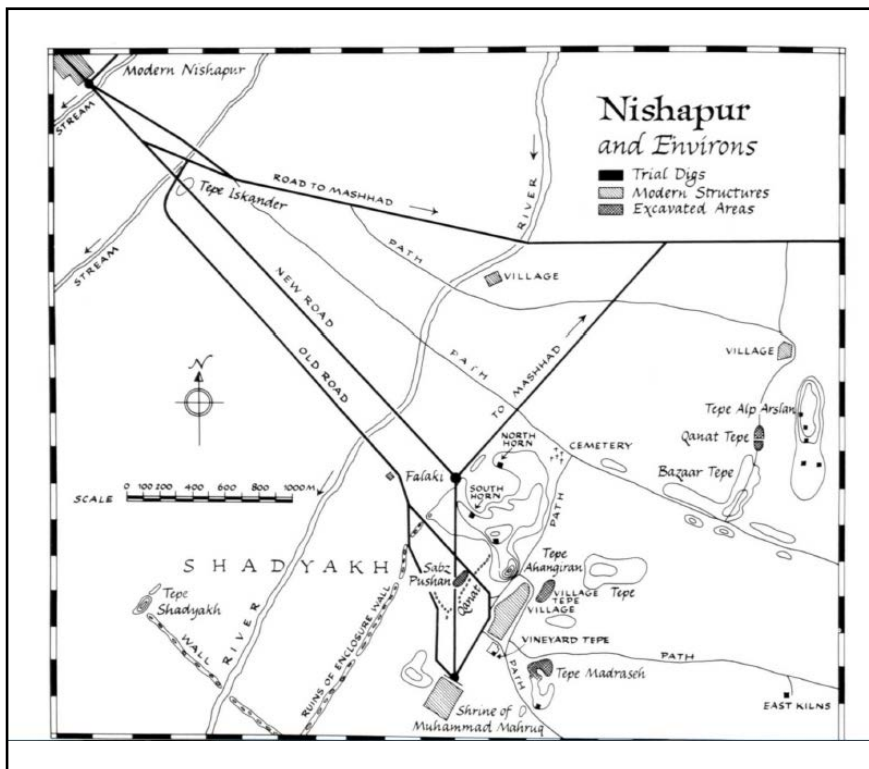 Modern Nishapur
STREAM
Nishapur
and Environs
Trial Digs
Modern Structures
Excavated Areas
Tepe Iskander
ROAD TO MASHHAD
RIVER
STREAM
PATH
NEW ROAD
VILLAGE
OLD ROAD
N
PATH
TO MASHHAD
VILLAGE
Tepe Alp Arslan
NORTH
HORN
CEMETERY
Qanat Tepe
Falaki
Bazaar Tepe
SOUTH
HORN
SCALE 0 100 200 400 600 800 1000 M
PATH
SHADYAKH
Sabz
Pushan
Tepe
Ahangiran
Tepe
Shadyakh
Qanat
VILLAGE
TEPE
Tepe
VILLAGE
WALL
RIVER
RUINS OF ENCLOSURE WALL
VINEYARD TEPE
PATH
PATH
Tepe Madraseh
EAST KILNS
Shrine of
Muhammad Mahruq